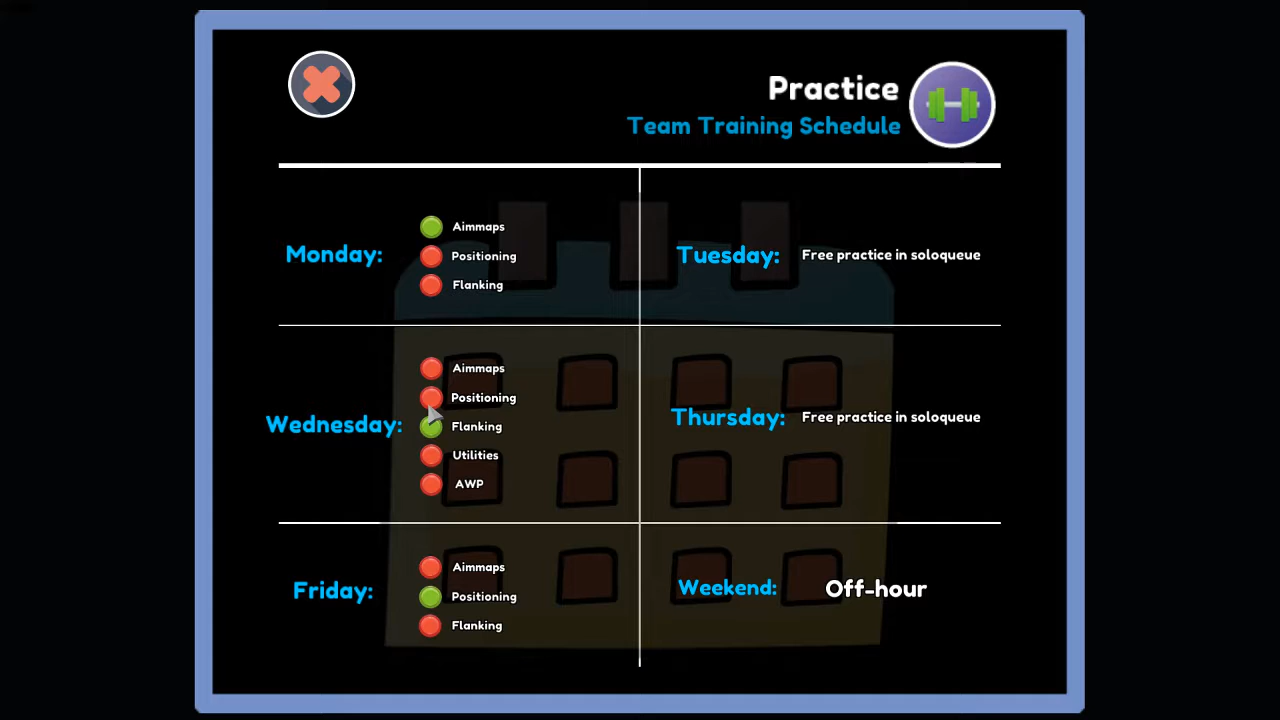 Practice
Team Training Schedule
Monday:
Aimmaps
Positioning
Flanking
Tuesday:
Free practice in soloqueue
Wednesday:
Aimmaps
Positioning
Flanking
Utilities
AWP
Thursday:
Free practice in soloqueue
Friday:
Aimmaps
Positioning
Flanking
Weekend:
Off-hour